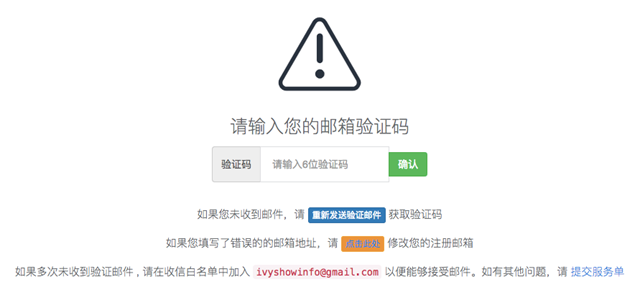 请输入您的邮箱验证码
验证码 请输入6位验证码 确认
如果您未收到邮件，请 重新发送验证邮件 获取验证码
如果您填写了错误的的邮箱地址，请 点击此处 修改您的注册邮箱
如果多次未收到验证邮件，请在收信白名单中加入 ivyshowinfo@gmail.com 以便能够接受邮件。如有其他问题，请 提交服务单